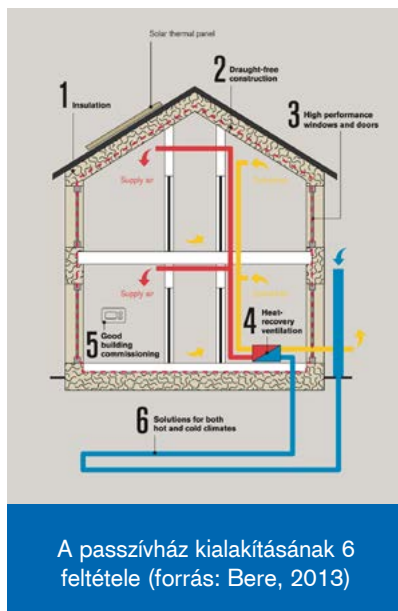 Solar thermal panel
1 Insulation
2 Draught-free
construction
3 High performance
windows and doors
Supply air
Supply air
4 Heat-
recovery
ventilation
5 Good
building
commissioning
6 Solutions for both
hot and cold climates
A passzívház kialakításának 6
feltétele (forrás: Bere, 2013)